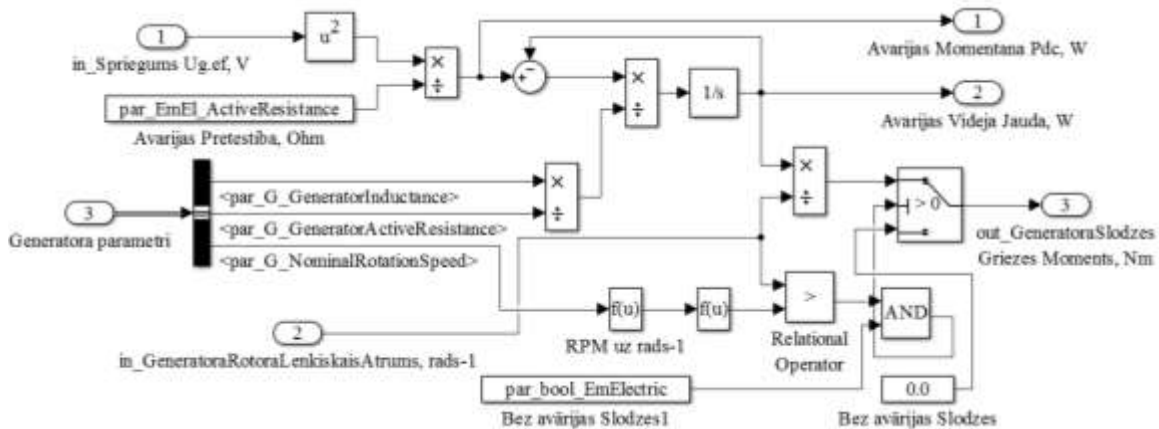 1
in_Spriegums Ug.ef, V
u²
×
÷
par_EmEl_ActiveResistance
Avarijas Pretestiba, Ohm
+
−
×
÷
1/s
1
Avarijas Momentana Pdc, W
2
Avarijas Videja Jauda, W
3
Generatora parametri
<par_G_GeneratorInductance>
<par_G_GeneratorActiveResistance>
<par_G_NominalRotationSpeed>
×
÷
×
÷
> 0
3
out_GeneratoraSlodzes
Griezes Moments, Nm
2
in_GeneratoraRotoraLenkiskaisAtrums, rads-1
f(u)
f(u)
RPM uz rads-1
>
Relational
Operator
AND
par_bool_EmElectric
Bez avārijas Slodzes1
0.0
Bez avārijas Slodzes